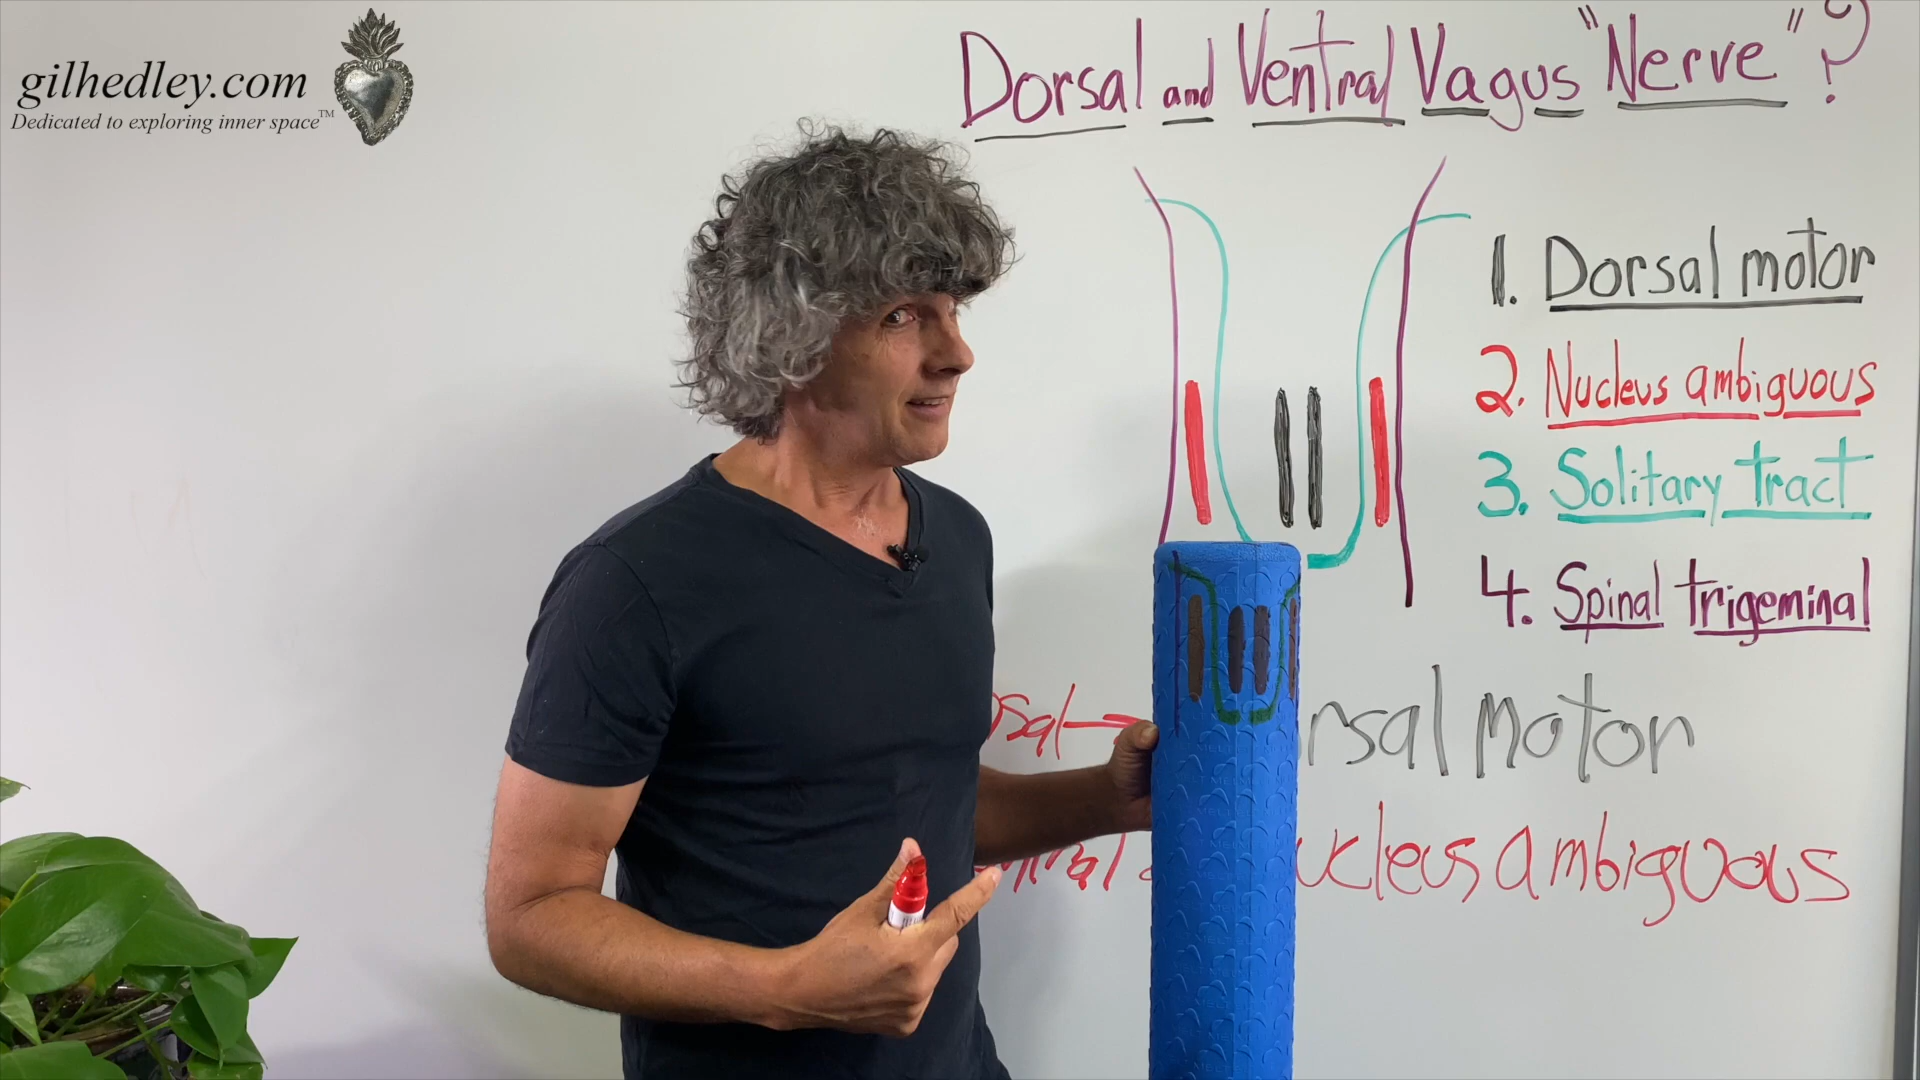 gilhedley.com
Dedicated to exploring inner space™
Dorsal and Ventral Vagus "Nerve"?
1. Dorsal motor
2. Nucleus ambiguous
3. Solitary tract
4. Spinal trigeminal
rsal motor
ucleus ambiguous